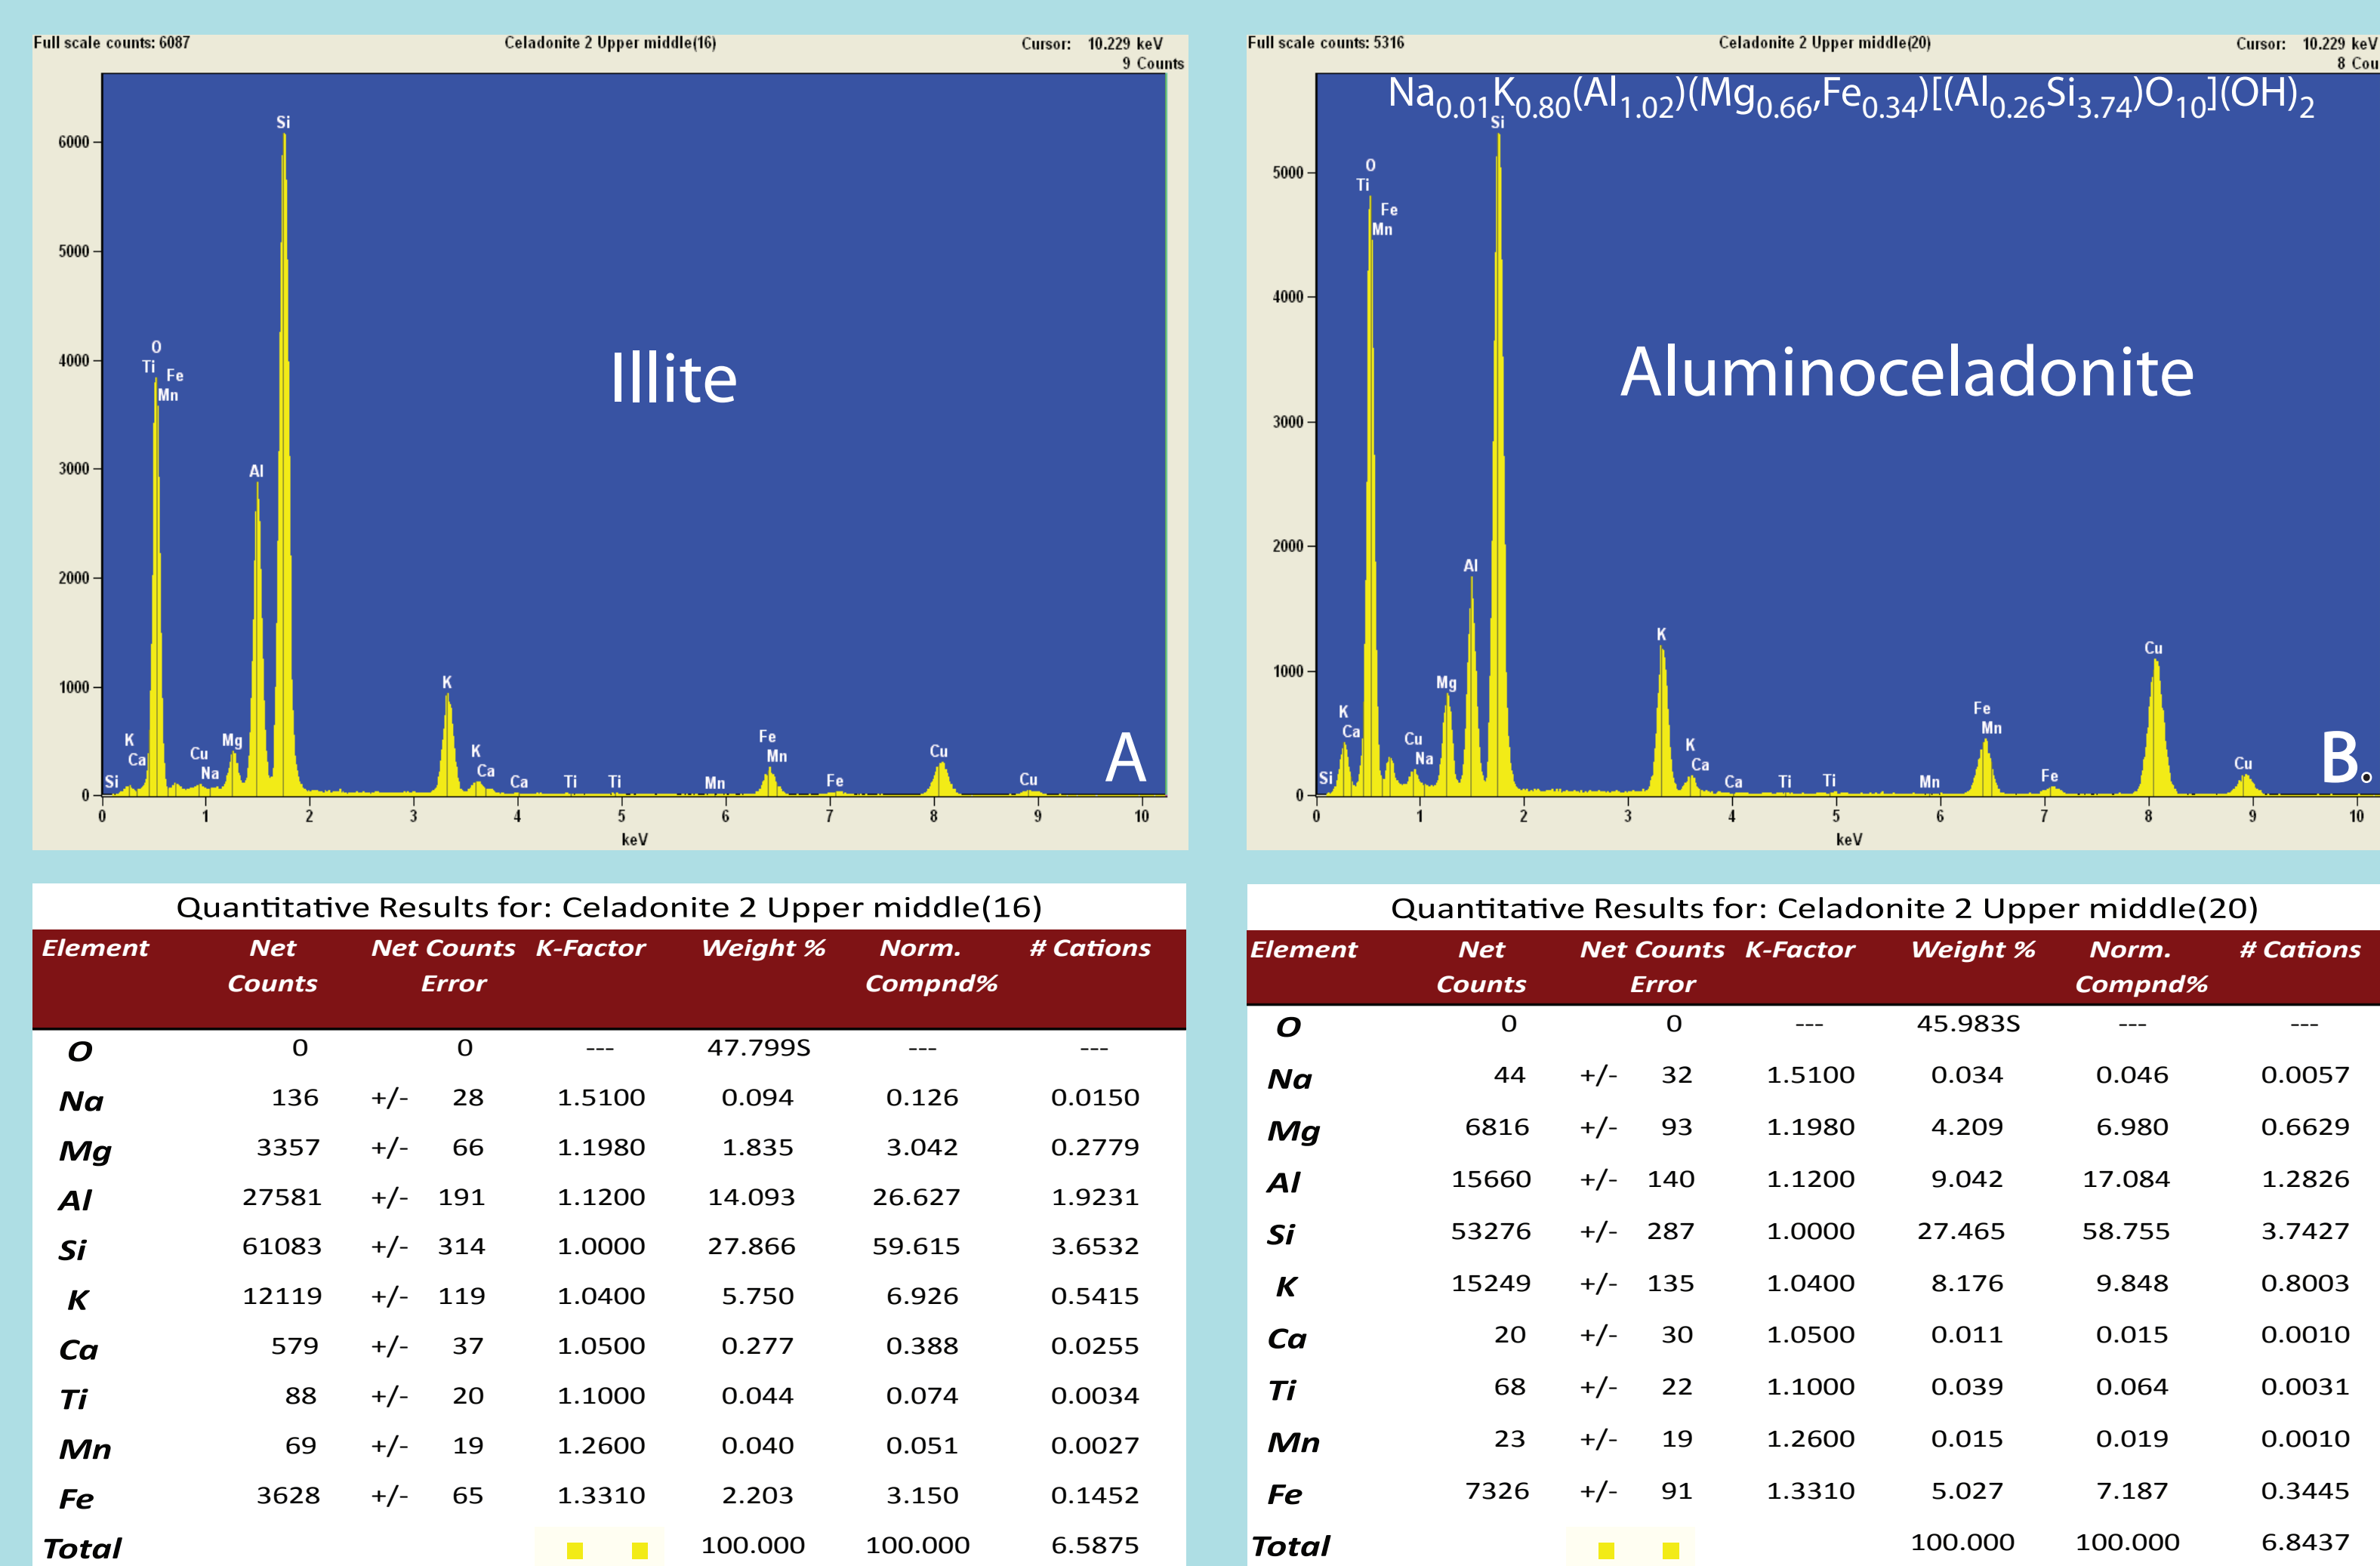 Full scale counts: 6087 Celadonite 2 Upper middle(16) Cursor: 10.229 keV
9 Counts
Si
6000
5000
O
4000
Ti Fe
Mn
Illite
3000
Al
2000
1000
K
K
Ca
Cu
Na
Mg
K
Ca
Fe
Mn
Cu
A
Si
Ca
Ti
Ti
Mn
Fe
Cu
0
0 1 2 3 4 5 6 7 8 9 10
keV
Full scale counts: 5316 Celadonite 2 Upper middle(20) Cursor: 10.229 keV
8 Cou
Na0.01K0.80(Al1.02)(Mg0.66,Fe0.34)[(Al0.26Si3.74)O10](OH)2
Si
O
5000
Ti
Fe
Mn
4000
Aluminoceladonite
3000
Al
2000
K
Cu
Mg
1000
K
Ca
Cu
Na
K
Ca
Fe
Mn
Cu
B.
Si
Ca
Ti
Ti
Mn
Fe
0
0 1 2 3 4 5 6 7 8 9 10
keV
Quantitative Results for: Celadonite 2 Upper middle(16)
Element Net Net Counts K-Factor Weight % Norm. # Cations
Counts Error Compnd%
O 0 0 --- 47.799S --- ---
Na 136 +/- 28 1.5100 0.094 0.126 0.0150
Mg 3357 +/- 66 1.1980 1.835 3.042 0.2779
Al 27581 +/- 191 1.1200 14.093 26.627 1.9231
Si 61083 +/- 314 1.0000 27.866 59.615 3.6532
K 12119 +/- 119 1.0400 5.750 6.926 0.5415
Ca 579 +/- 37 1.0500 0.277 0.388 0.0255
Ti 88 +/- 20 1.1000 0.044 0.074 0.0034
Mn 69 +/- 19 1.2600 0.040 0.051 0.0027
Fe 3628 +/- 65 1.3310 2.203 3.150 0.1452
Total 100.000 100.000 6.5875
Quantitative Results for: Celadonite 2 Upper middle(20)
Element Net Net Counts K-Factor Weight % Norm. # Cations
Counts Error Compnd%
O 0 0 --- 45.983S --- ---
Na 44 +/- 32 1.5100 0.034 0.046 0.0057
Mg 6816 +/- 93 1.1980 4.209 6.980 0.6629
Al 15660 +/- 140 1.1200 9.042 17.084 1.2826
Si 53276 +/- 287 1.0000 27.465 58.755 3.7427
K 15249 +/- 135 1.0400 8.176 9.848 0.8003
Ca 20 +/- 30 1.0500 0.011 0.015 0.0010
Ti 68 +/- 22 1.1000 0.039 0.064 0.0031
Mn 23 +/- 19 1.2600 0.015 0.019 0.0010
Fe 7326 +/- 91 1.3310 5.027 7.187 0.3445
Total 100.000 100.000 6.8437